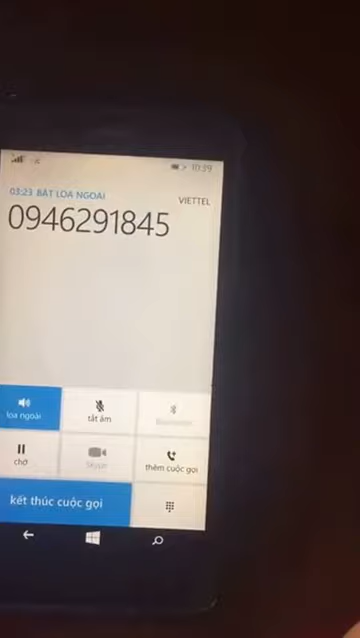 10:29
03:23 BẬT LOA NGOÀI
VIETTEL
0946291845
loa ngoài
tắt âm
Bluetooth
chờ
Skype
thêm cuộc gọi
kết thúc cuộc gọi